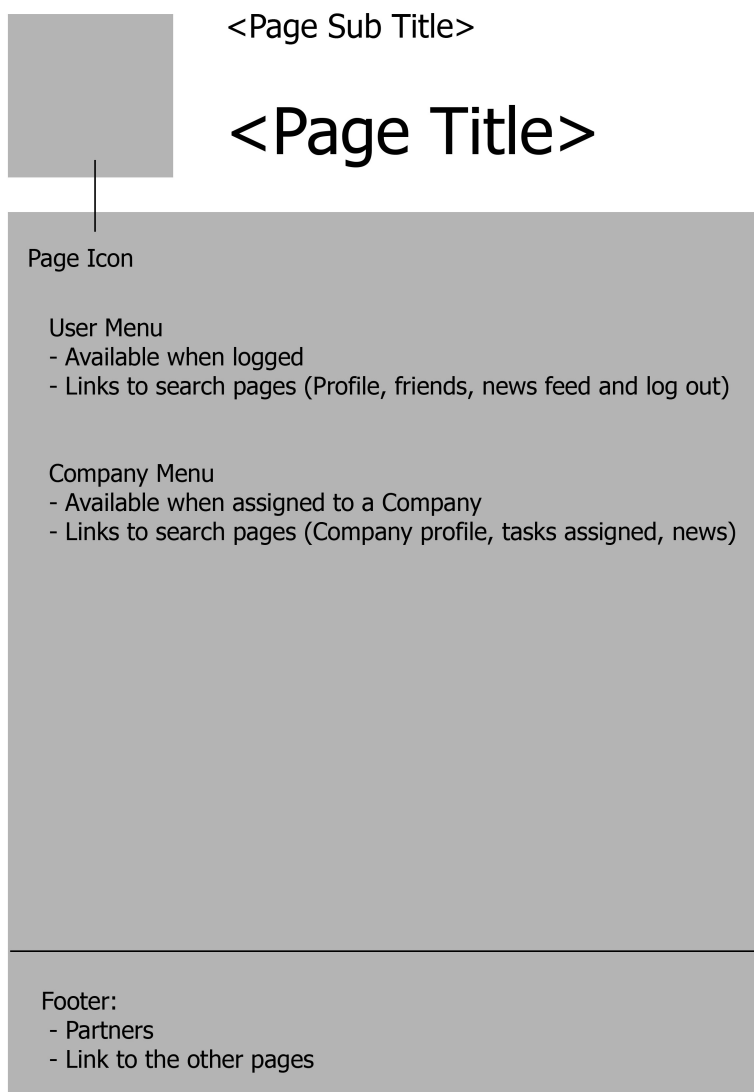 <Page Sub Title>
<Page Title>
Page Icon
User Menu
- Available when logged
- Links to search pages (Profile, friends, news feed and log out)
Company Menu
- Available when assigned to a Company
- Links to search pages (Company profile, tasks assigned, news)
Footer:
- Partners
- Link to the other pages